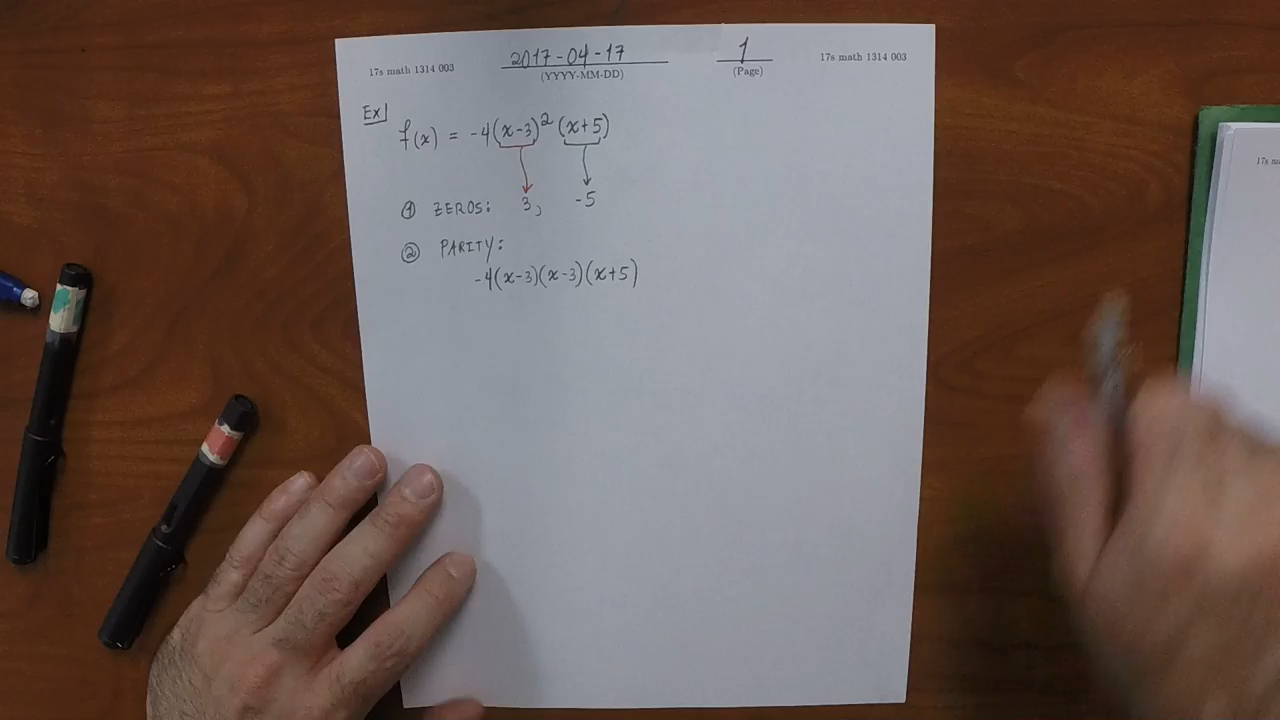 17s math 1314 003 2017-04-17 1 17s math 1314 003
(YYYY-MM-DD) (Page)
Ex1
f(x) = -4(x-3)² (x+5)
① ZEROS: 3, -5
② PARITY:
-4(x-3)(x-3)(x+5)